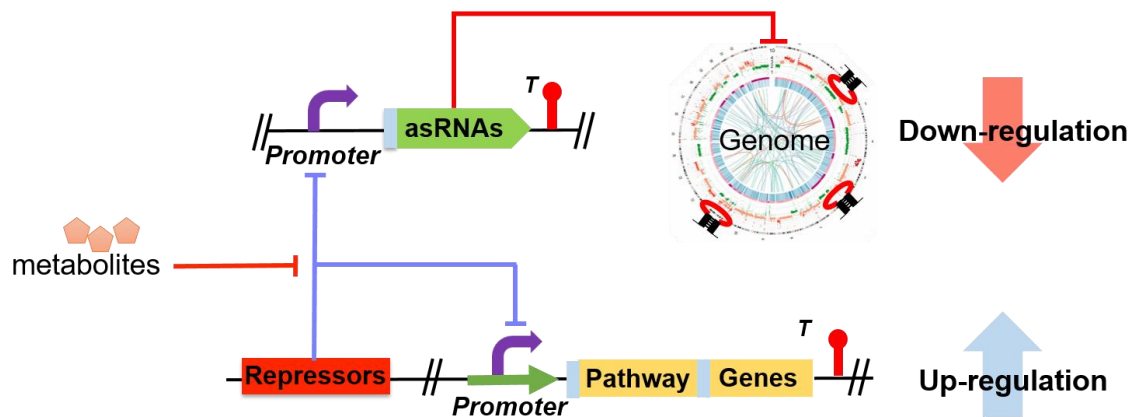 T
asRNAs
Promoter
Genome
Down-regulation
metabolites
T
Repressors
Pathway
Genes
Promoter
Up-regulation